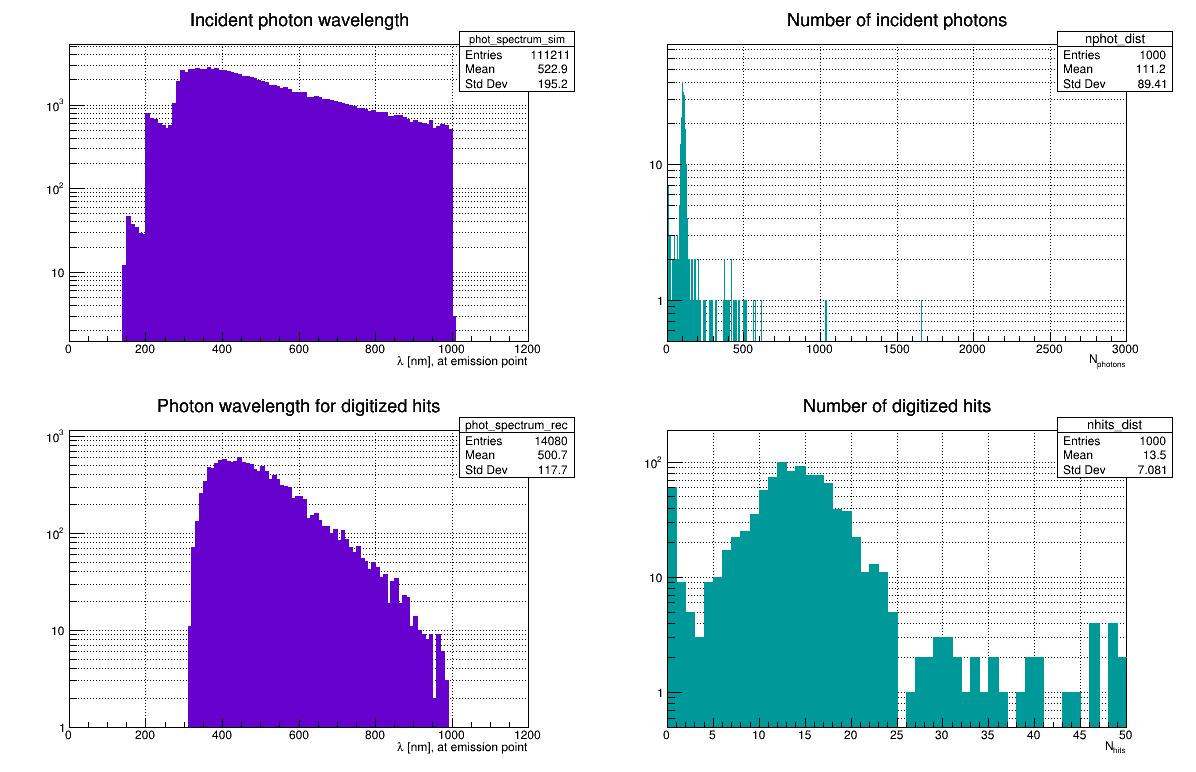 Incident photon wavelength
phot_spectrum_sim
Entries 111211
Mean 522.9
Std Dev 195.2
10³
10²
10
0 200 400 600 800 1000 1200
λ [nm], at emission point
Number of incident photons
nphot_dist
Entries 1000
Mean 111.2
Std Dev 89.41
10
1
0 500 1000 1500 2000 2500 3000
N_photons
Photon wavelength for digitized hits
phot_spectrum_rec
Entries 14080
Mean 500.7
Std Dev 117.7
10³
10²
10
1
0 200 400 600 800 1000 1200
λ [nm], at emission point
Number of digitized hits
nhits_dist
Entries 1000
Mean 13.5
Std Dev 7.081
10²
10
1
0 5 10 15 20 25 30 35 40 45 50
N_hits